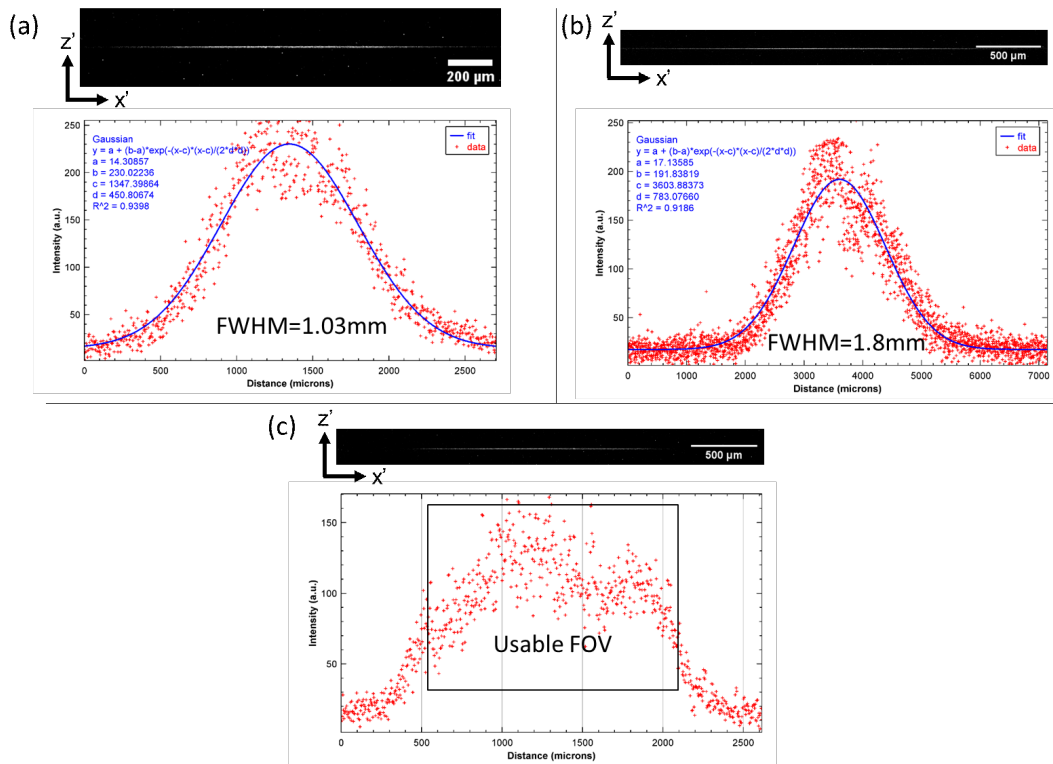 (a)
z'
x'
200 µm
Gaussian
y = a + (b-a)*exp(-(x-c)*(x-c)/(2*d*d))
a = 14.30857
b = 230.02236
c = 1347.39864
d = 450.80674
R^2 = 0.9398
fit
data
250
200
150
100
50
Intensity (a.u.)
FWHM=1.03mm
0 500 1000 1500 2000 2500
Distance (microns)
(b)
z'
x'
500 µm
Gaussian
y = a + (b-a)*exp(-(x-c)*(x-c)/(2*d*d))
a = 17.13585
b = 191.83819
c = 3603.88373
d = 783.07660
R^2 = 0.9186
fit
data
250
200
150
100
50
Intensity (a.u.)
FWHM=1.8mm
0 1000 2000 3000 4000 5000 6000 7000
Distance (microns)
(c)
z'
x'
500 µm
150
100
50
Intensity (a.u.)
Usable FOV
0 500 1000 1500 2000 2500
Distance (microns)